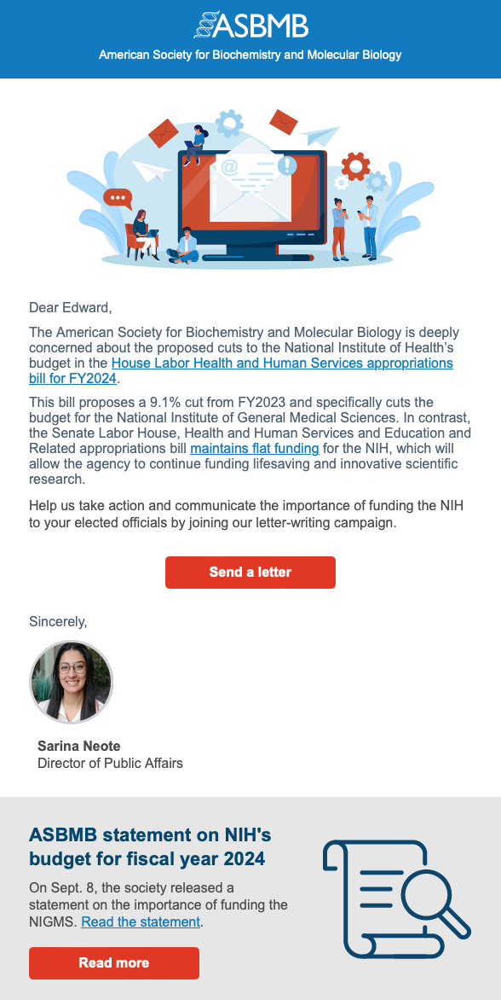 ASBMB
American Society for Biochemistry and Molecular Biology
@
!
Dear Edward,
The American Society for Biochemistry and Molecular Biology is deeply
concerned about the proposed cuts to the National Institute of Health's
budget in the House Labor Health and Human Services appropriations
bill for FY2024.
This bill proposes a 9.1% cut from FY2023 and specifically cuts the
budget for the National Institute of General Medical Sciences. In contrast,
the Senate Labor House, Health and Human Services and Education and
Related appropriations bill maintains flat funding for the NIH, which will
allow the agency to continue funding lifesaving and innovative scientific
research.
Help us take action and communicate the importance of funding the NIH
to your elected officials by joining our letter-writing campaign.
Send a letter
Sincerely,
Sarina Neote
Director of Public Affairs
ASBMB statement on NIH's
budget for fiscal year 2024
On Sept. 8, the society released a
statement on the importance of funding the
NIGMS. Read the statement.
Read more